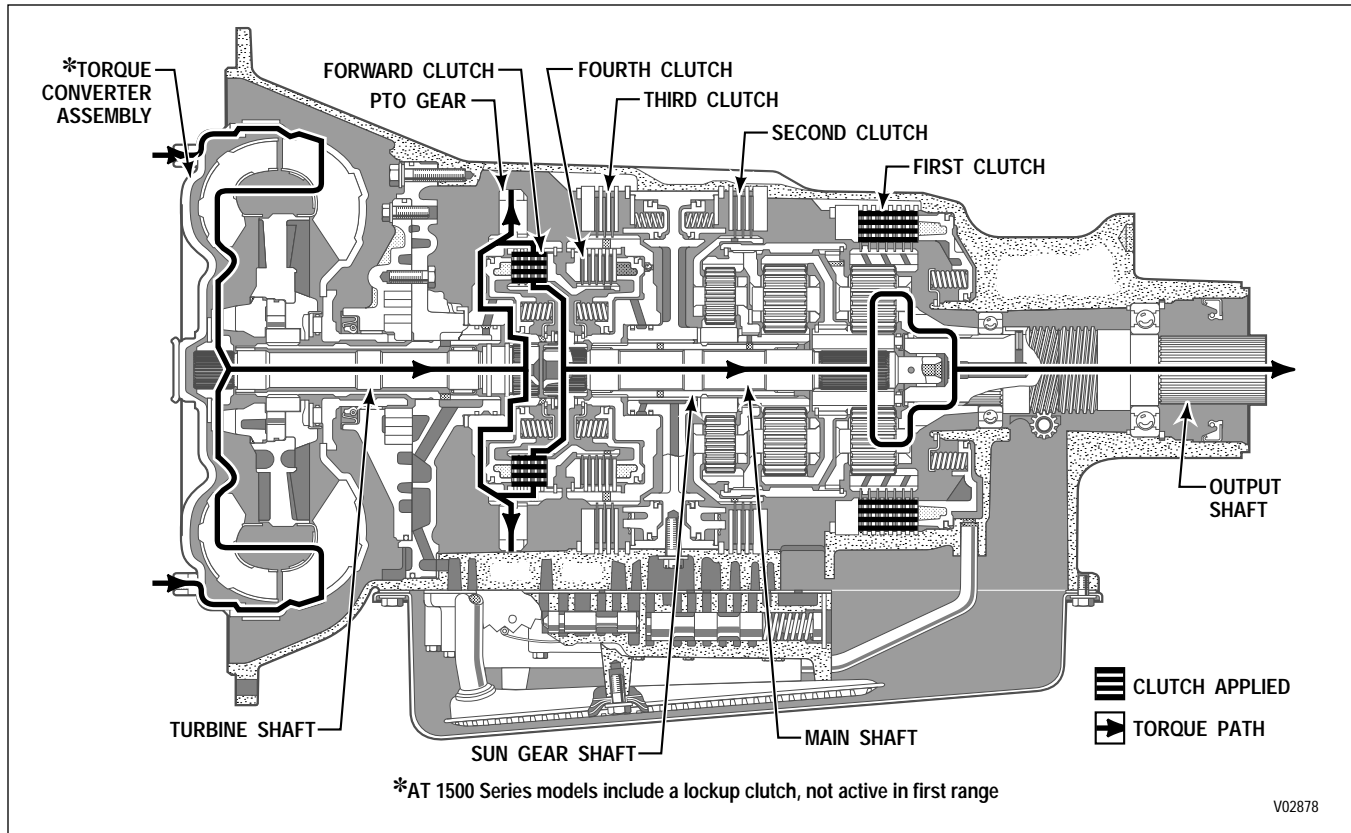 *TORQUE
CONVERTER
ASSEMBLY
FORWARD CLUTCH
PTO GEAR
FOURTH CLUTCH
THIRD CLUTCH
SECOND CLUTCH
FIRST CLUTCH
OUTPUT
SHAFT
TURBINE SHAFT
SUN GEAR SHAFT
MAIN SHAFT
CLUTCH APPLIED
TORQUE PATH
*AT 1500 Series models include a lockup clutch, not active in first range
V02878